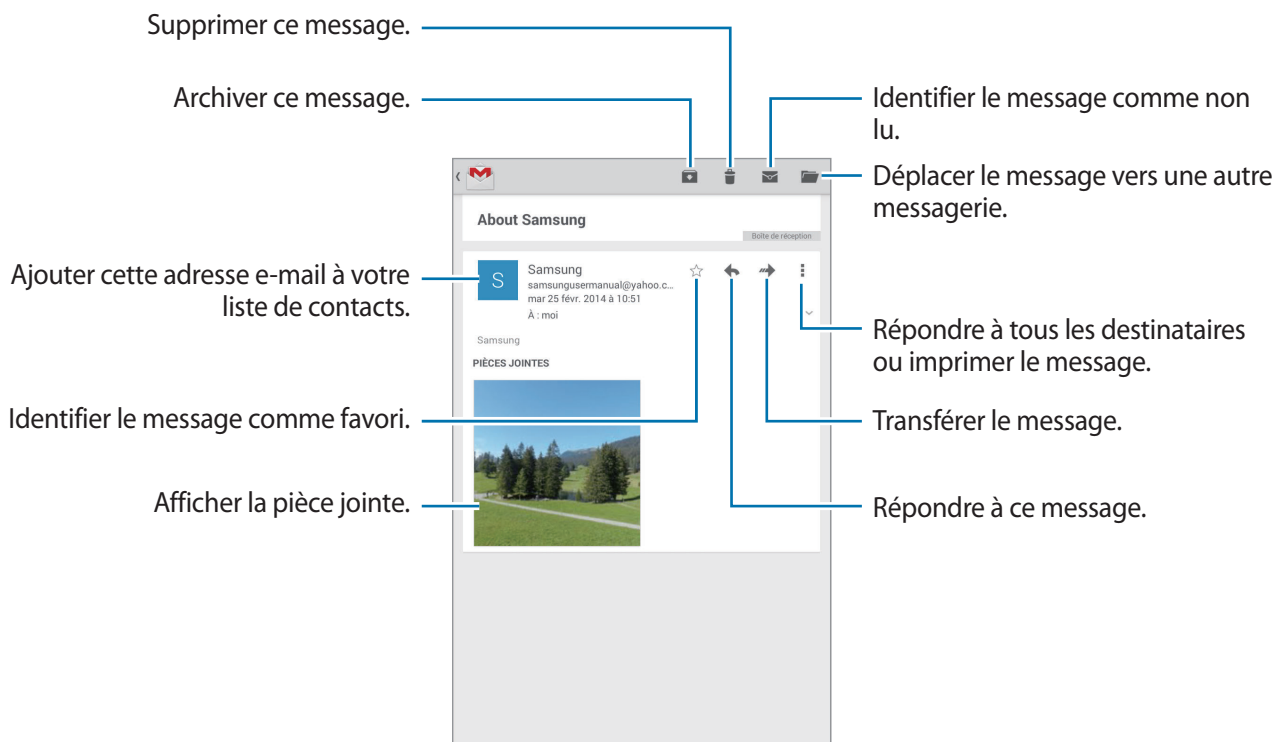 Supprimer ce message.
Archiver ce message.
Identifier le message comme non
lu.
Déplacer le message vers une autre
messagerie.
About Samsung
Boîte de réception
Ajouter cette adresse e-mail à votre
liste de contacts.
S
Samsung
samsungusermanual@yahoo.c...
mar 25 févr. 2014 à 10:51
À : moi
Samsung
PIÈCES JOINTES
Répondre à tous les destinataires
ou imprimer le message.
Identifier le message comme favori.
Transférer le message.
Afficher la pièce jointe.
Répondre à ce message.